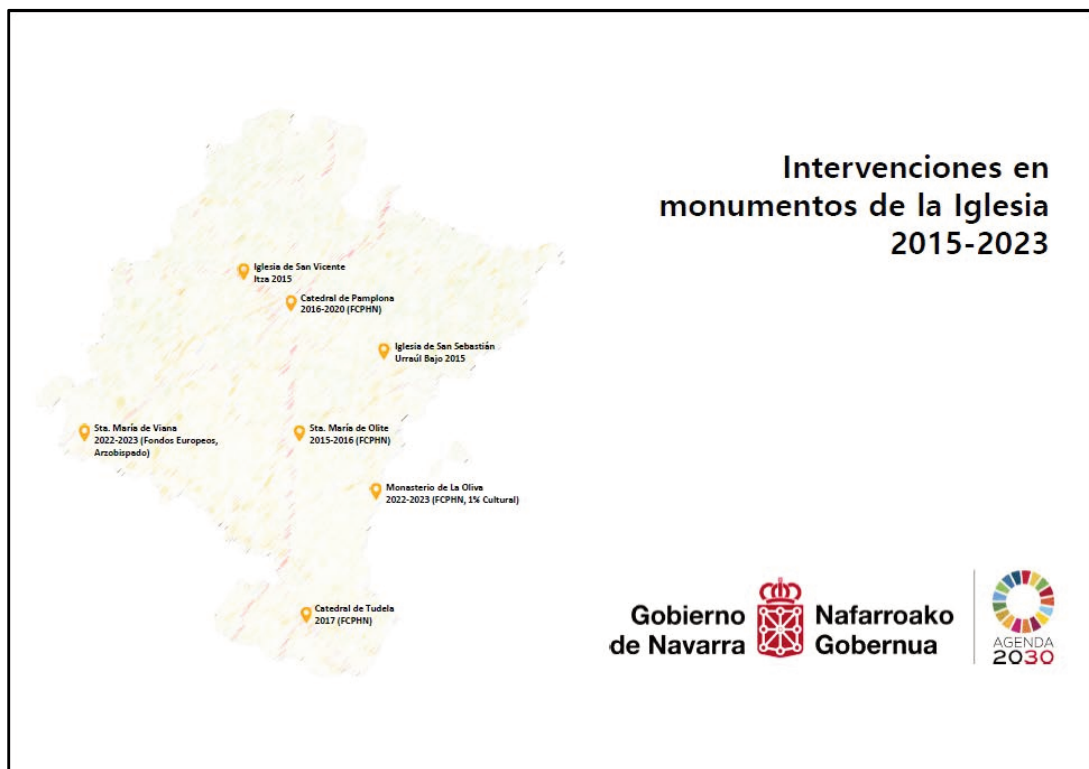 Intervenciones en
monumentos de la Iglesia
2015-2023
Iglesia de San Vicente
Itza 2015
Catedral de Pamplona
2016-2020 (FCPHN)
Iglesia de San Sebastián
Urraúl Bajo 2015
Sta. María de Viana
2022-2023 (Fondos Europeos,
Arzobispado)
Sta. María de Olite
2015-2016 (FCPHN)
Monasterio de La Oliva
2022-2023 (FCPHN, 1% Cultural)
Catedral de Tudela
2017 (FCPHN)
Gobierno
de Navarra
Nafarroako
Gobernua
AGENDA
2030